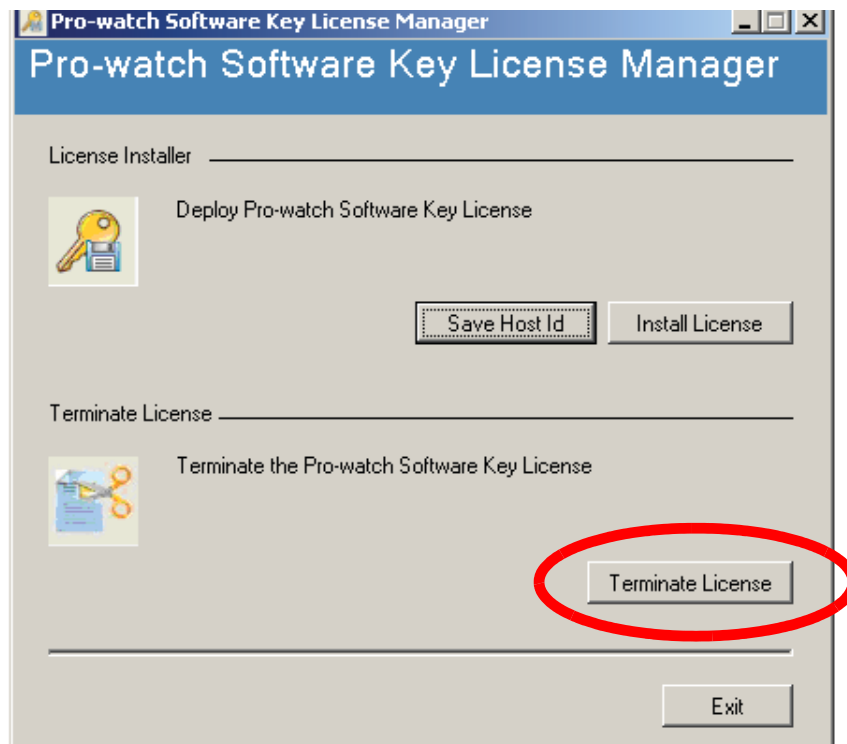 Pro-watch Software Key License Manager
Pro-watch Software Key License Manager
License Installer
Deploy Pro-watch Software Key License
Save Host Id Install License
Terminate License
Terminate the Pro-watch Software Key License
Terminate License
Exit